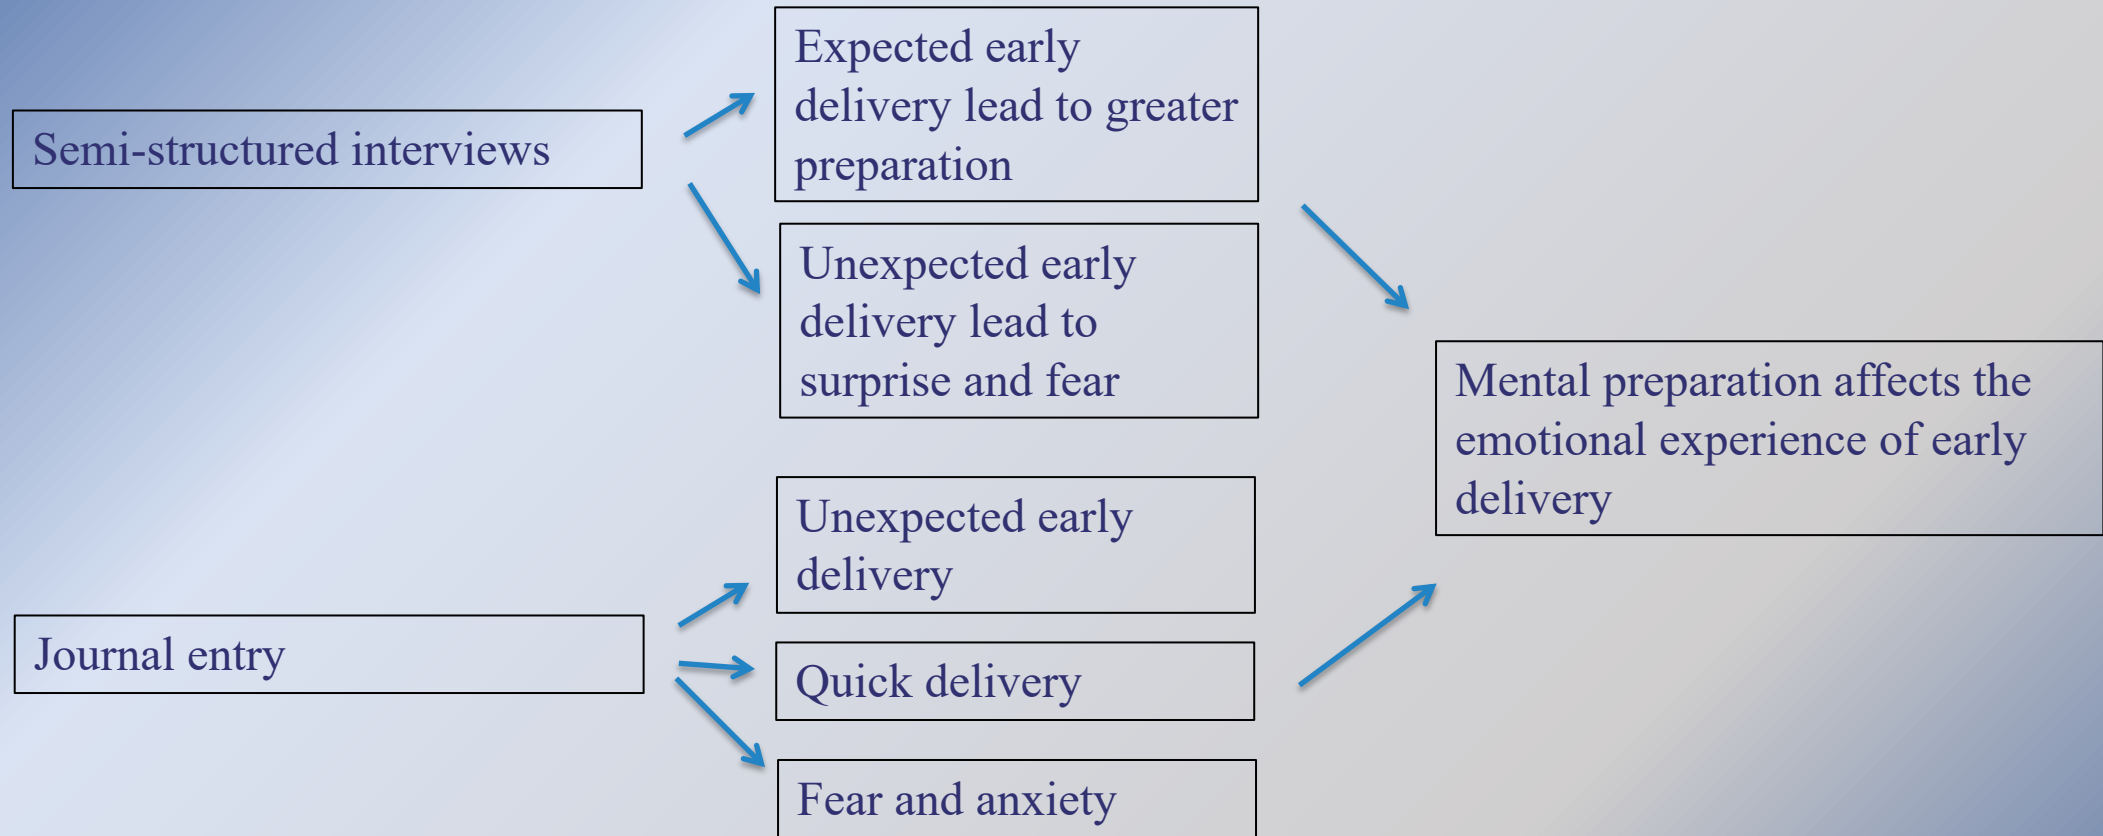 Semi-structured interviews
Expected early
delivery lead to greater
preparation
Unexpected early
delivery lead to
surprise and fear
Journal entry
Unexpected early
delivery
Quick delivery
Fear and anxiety
Mental preparation affects the
emotional experience of early
delivery